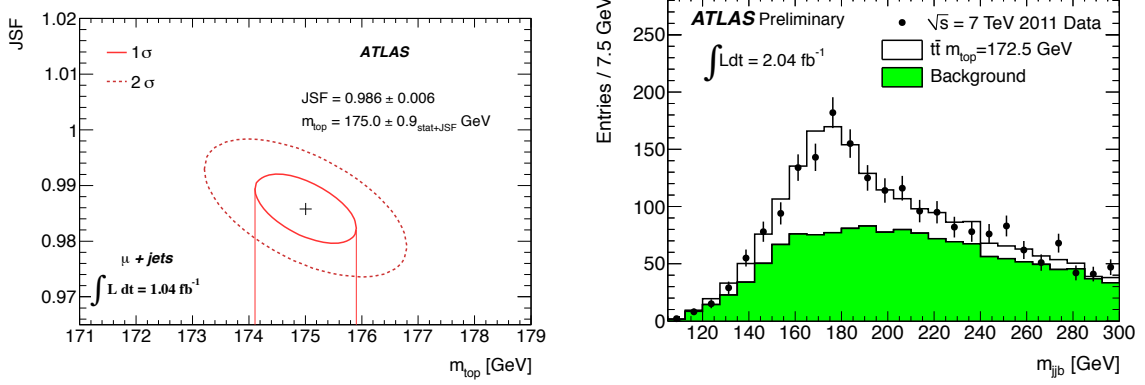 JSF
1.02
1.01
1
0.99
0.98
0.97
1σ
2σ
ATLAS
JSF = 0.986 ± 0.006
m_top = 175.0 ± 0.9_stat+JSF GeV
μ + jets
∫ L dt = 1.04 fb⁻¹
171 172 173 174 175 176 177 178 179
m_top [GeV]
Entries / 7.5 GeV
250
200
150
100
50
0
ATLAS Preliminary
∫ Ldt = 2.04 fb⁻¹
√s = 7 TeV 2011 Data
tt̄ m_top=172.5 GeV
Background
120 140 160 180 200 220 240 260 280 300
m_jjb [GeV]